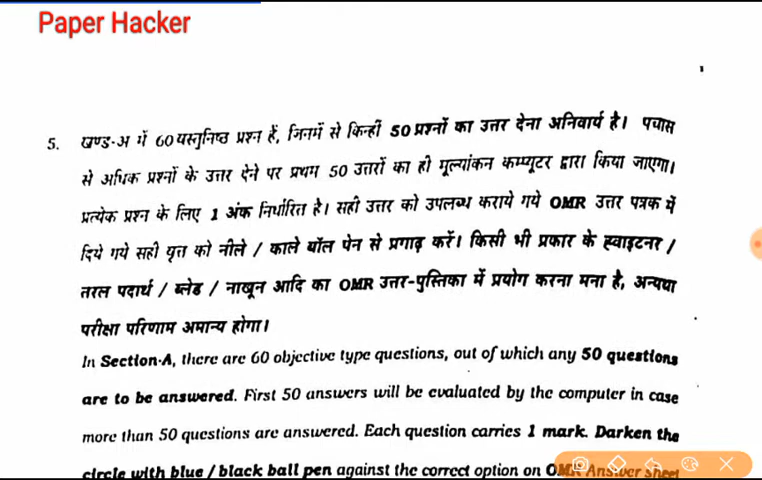 Paper Hacker
5. खण्ड-अ में 60 वस्तुनिष्ठ प्रश्न हैं, जिनमें से किन्हीं 50 प्रश्नों का उत्तर देना अनिवार्य है। पचास
से अधिक प्रश्नों के उत्तर देने पर प्रथम 50 उत्तरों का ही मूल्यांकन कम्प्यूटर द्वारा किया जाएगा।
प्रत्येक प्रश्न के लिए 1 अंक निर्धारित है। सही उत्तर को उपलब्ध कराये गये OMR उत्तर पत्रक में
दिये गये सही वृत्त को नीले / काले बॉल पेन से प्रगाढ़ करें। किसी भी प्रकार के ह्वाइटनर /
तरल पदार्थ / ब्लेड / नाखून आदि का OMR उत्तर-पुस्तिका में प्रयोग करना मना है, अन्यथा
परीक्षा परिणाम अमान्य होगा।
In Section-A, there are 60 objective type questions, out of which any 50 questions
are to be answered. First 50 answers will be evaluated by the computer in case
more than 50 questions are answered. Each question carries 1 mark. Darken the
circle with blue / black ball pen against the correct option on OMR Answer Sheet